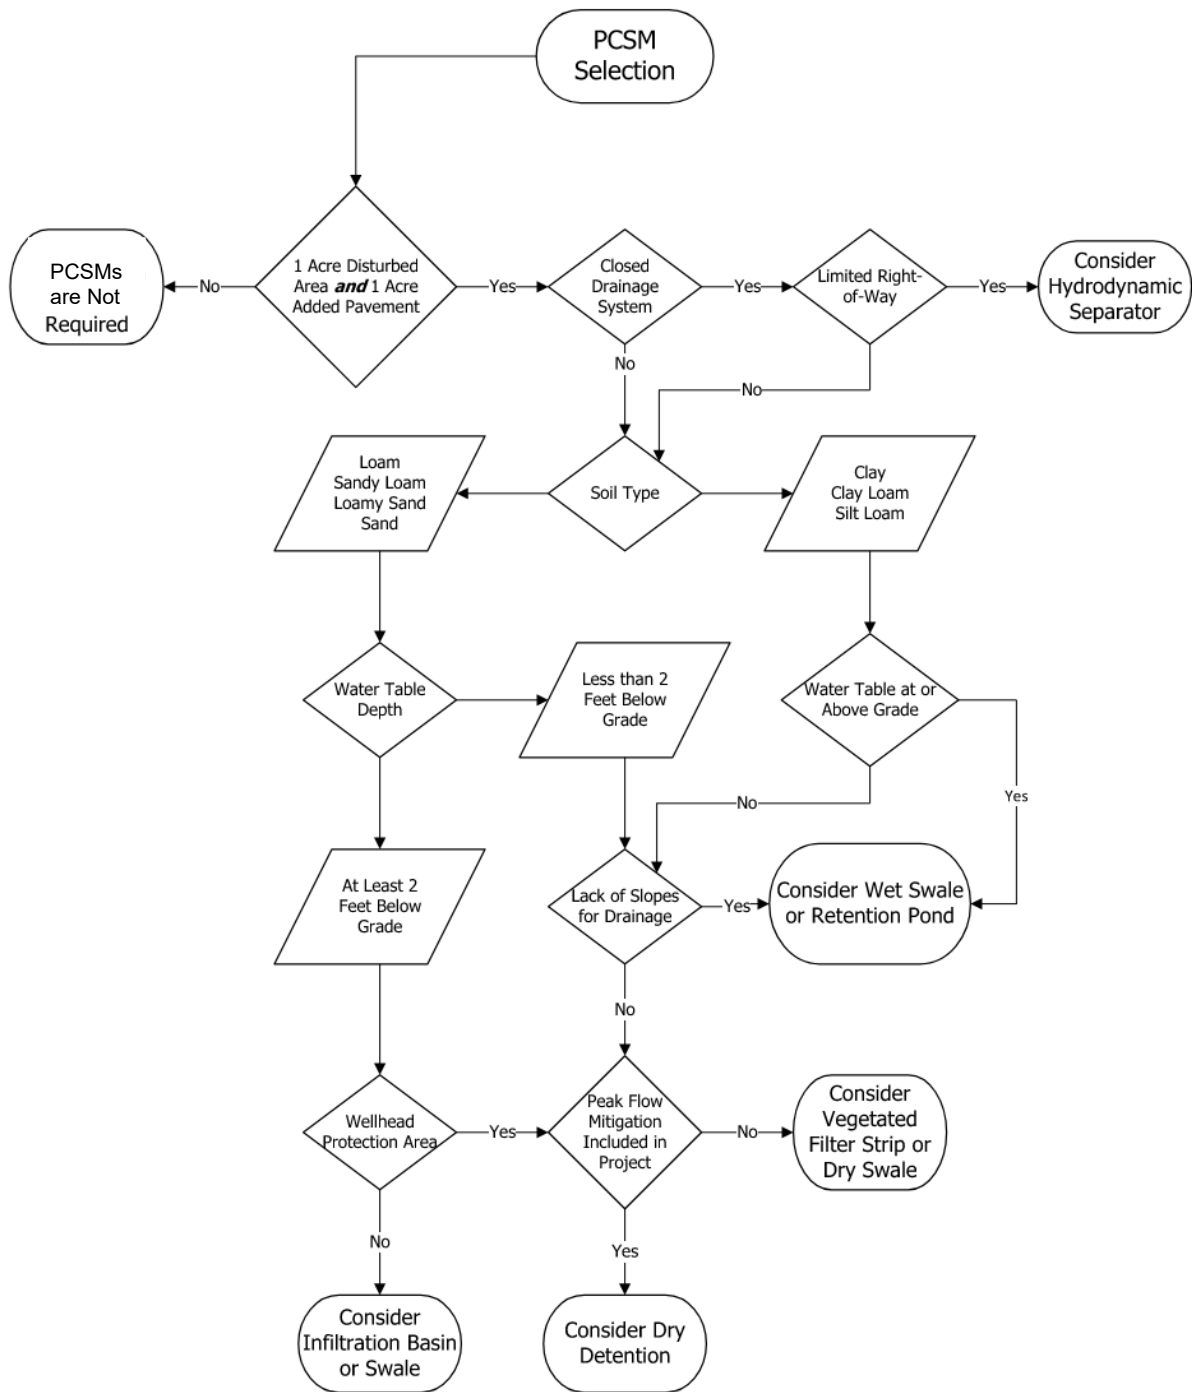 PCSM
Selection
PCSMs
are Not
Required
No
1 Acre Disturbed
Area and 1 Acre
Added Pavement
Yes
Closed
Drainage
System
Yes
Limited Right-
of-Way
Yes
Consider
Hydrodynamic
Separator
No
No
Loam
Sandy Loam
Loamy Sand
Sand
Soil Type
Clay
Clay Loam
Silt Loam
Water Table
Depth
Less than 2
Feet Below
Grade
Water Table at or
Above Grade
No
Yes
At Least 2
Feet Below
Grade
Lack of Slopes
for Drainage
Yes
Consider Wet Swale
or Retention Pond
No
Wellhead
Protection Area
Yes
Peak Flow
Mitigation
Included in
Project
No
Consider
Vegetated
Filter Strip or
Dry Swale
No
Yes
Consider
Infiltration Basin
or Swale
Consider Dry
Detention